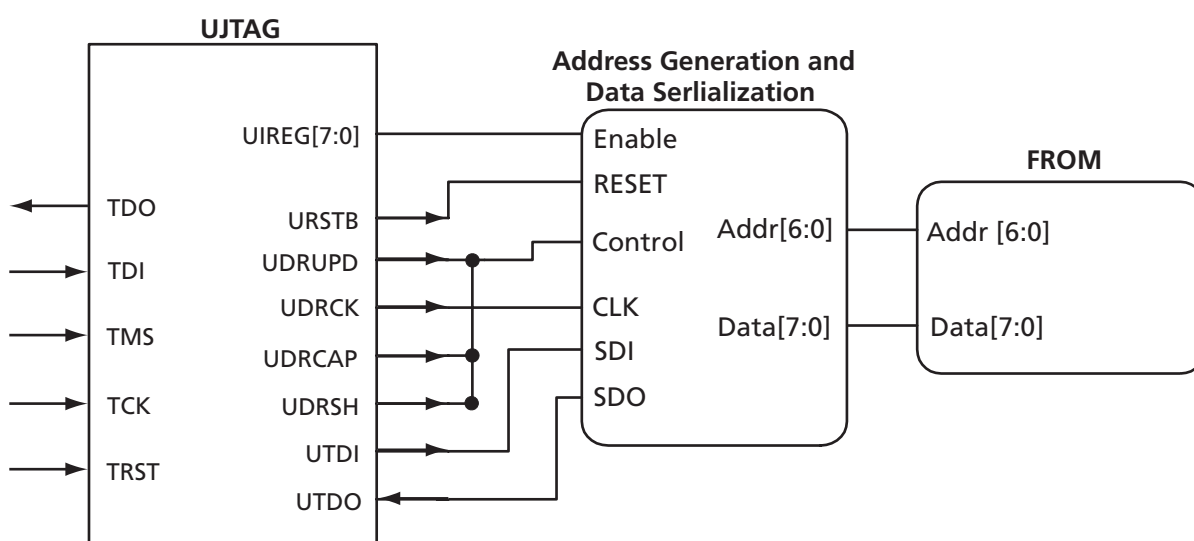 UJTAG
TDO
TDI
TMS
TCK
TRST
UIREG[7:0]
URSTB
UDRUPD
UDRCK
UDRCAP
UDRSH
UTDI
UTDO
Address Generation and
Data Serlialization
Enable
RESET
Control
CLK
SDI
SDO
Addr[6:0]
Data[7:0]
FROM
Addr [6:0]
Data[7:0]